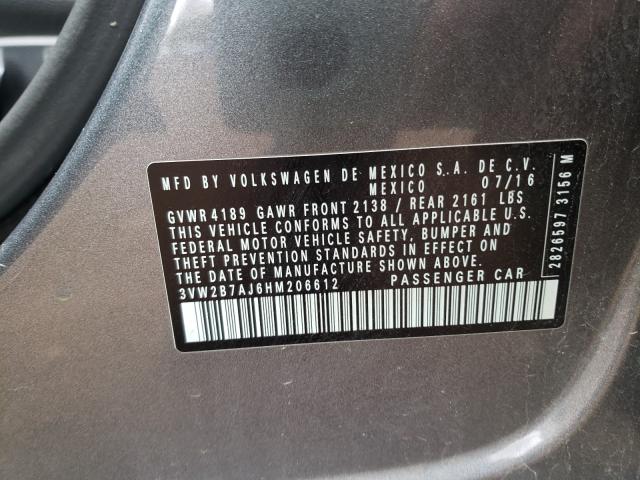 MFD BY VOLKSWAGEN DE MEXICO S.A. DE C.V.
MEXICO 07/16
GVWR 4189 GAWR FRONT 2138 / REAR 2161 LBS
THIS VEHICLE CONFORMS TO ALL APPLICABLE U.S.
FEDERAL MOTOR VEHICLE SAFETY, BUMPER AND
THEFT PREVENTION STANDARDS IN EFFECT ON
THE DATE OF MANUFACTURE SHOWN ABOVE.
3VW2B7AJ6HM206612 PASSENGER CAR
2826597 3156 M